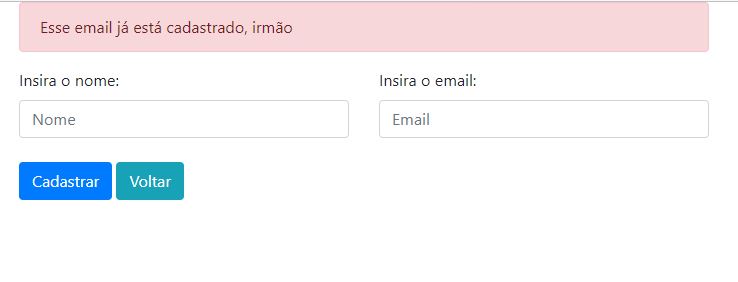 Esse email já está cadastrado, irmão
Insira o nome: Insira o email:
Nome Email
Cadastrar Voltar